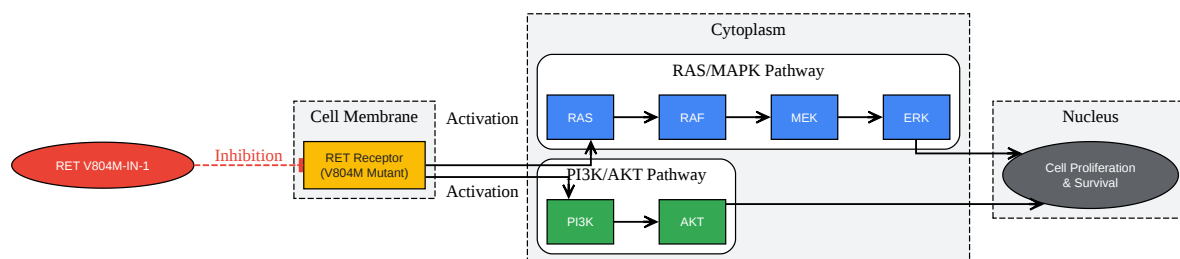 Cytoplasm
RAS/MAPK Pathway
RAS
RAF
MEK
ERK
Cell Membrane
Activation
Nucleus
RET V804M-IN-1
Inhibition
RET Receptor
(V804M Mutant)
Cell Proliferation
& Survival
PI3K/AKT Pathway
Activation
PI3K
AKT